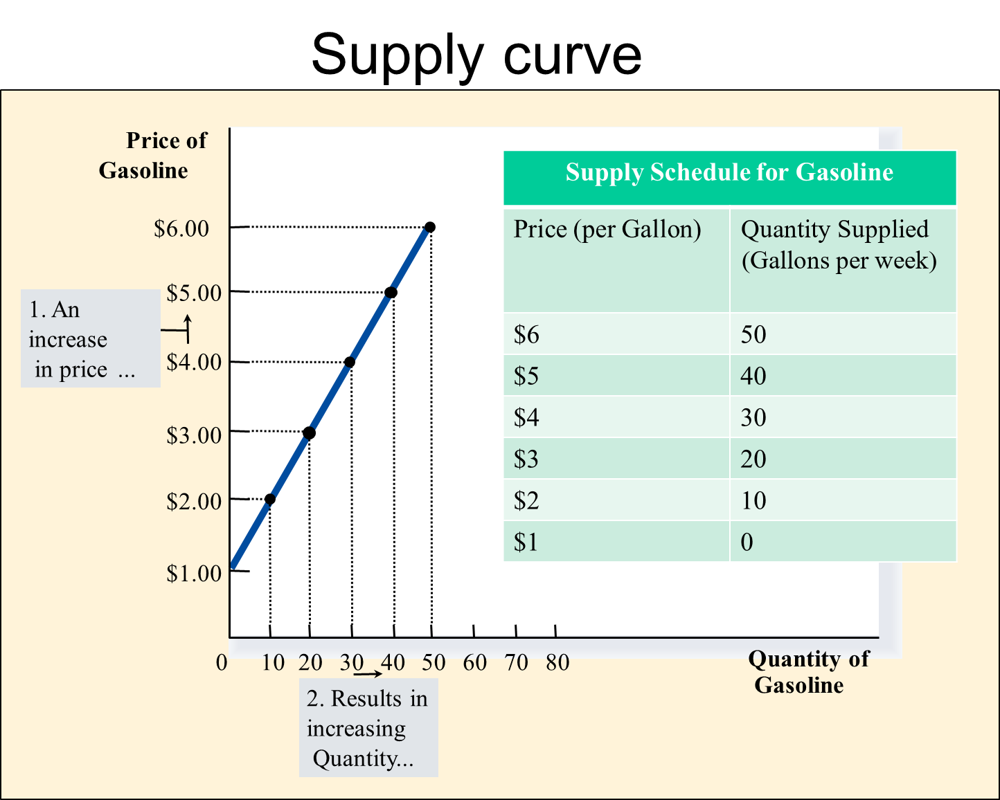 Supply curve
Price of
Gasoline
$6.00
$5.00
$4.00
$3.00
$2.00
$1.00
1. An
increase
in price ...
0 10 20 30 40 50 60 70 80
Quantity of
Gasoline
2. Results in
increasing
Quantity...
Supply Schedule for Gasoline
Price (per Gallon) Quantity Supplied
(Gallons per week)
$6 50
$5 40
$4 30
$3 20
$2 10
$1 0